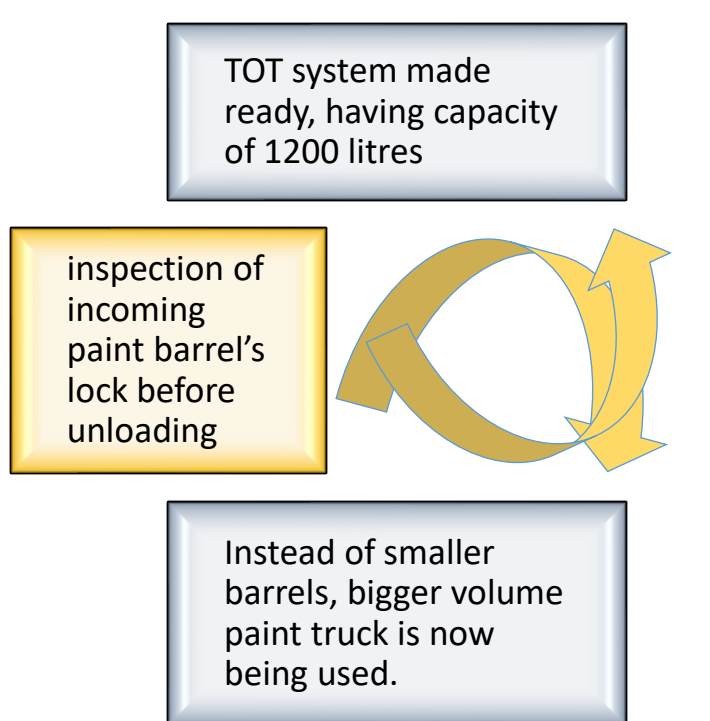 TOT system made
ready, having capacity
of 1200 litres
inspection of
incoming
paint barrel’s
lock before
unloading
Instead of smaller
barrels, bigger volume
paint truck is now
being used.